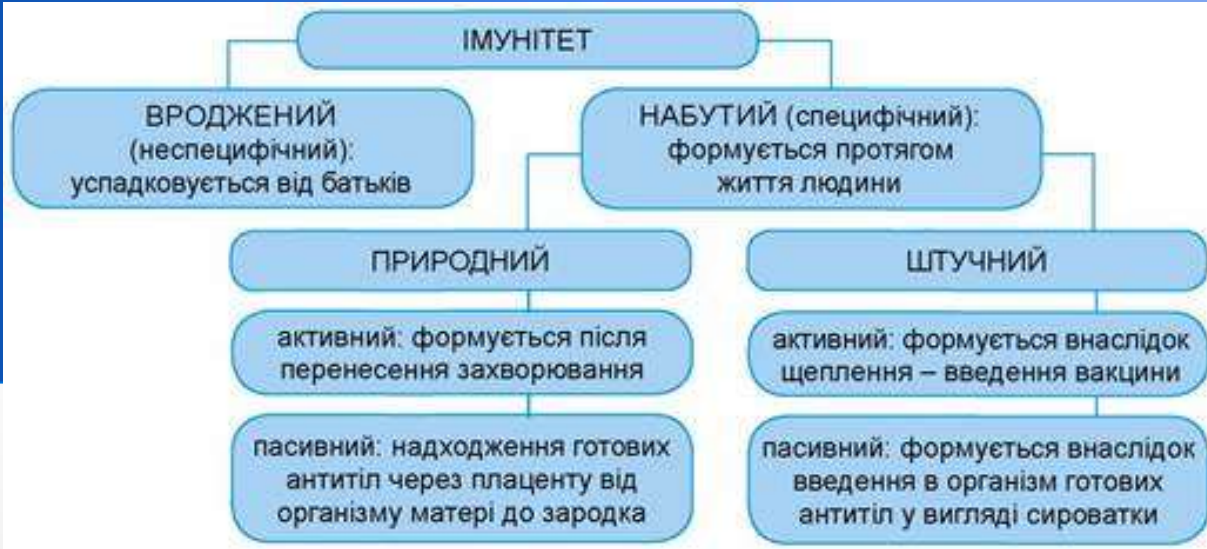 ІМУНІТЕТ
ВРОДЖЕНИЙ
(неспецифічний):
успадковується від батьків
НАБУТИЙ (специфічний):
формується протягом
життя людини
ПРИРОДНИЙ
активний: формується після
перенесення захворювання
пасивний: надходження готових
антитіл через плаценту від
організму матері до зародка
ШТУЧНИЙ
активний: формується внаслідок
щеплення – введення вакцини
пасивний: формується внаслідок
введення в організм готових
антитіл у вигляді сироватки